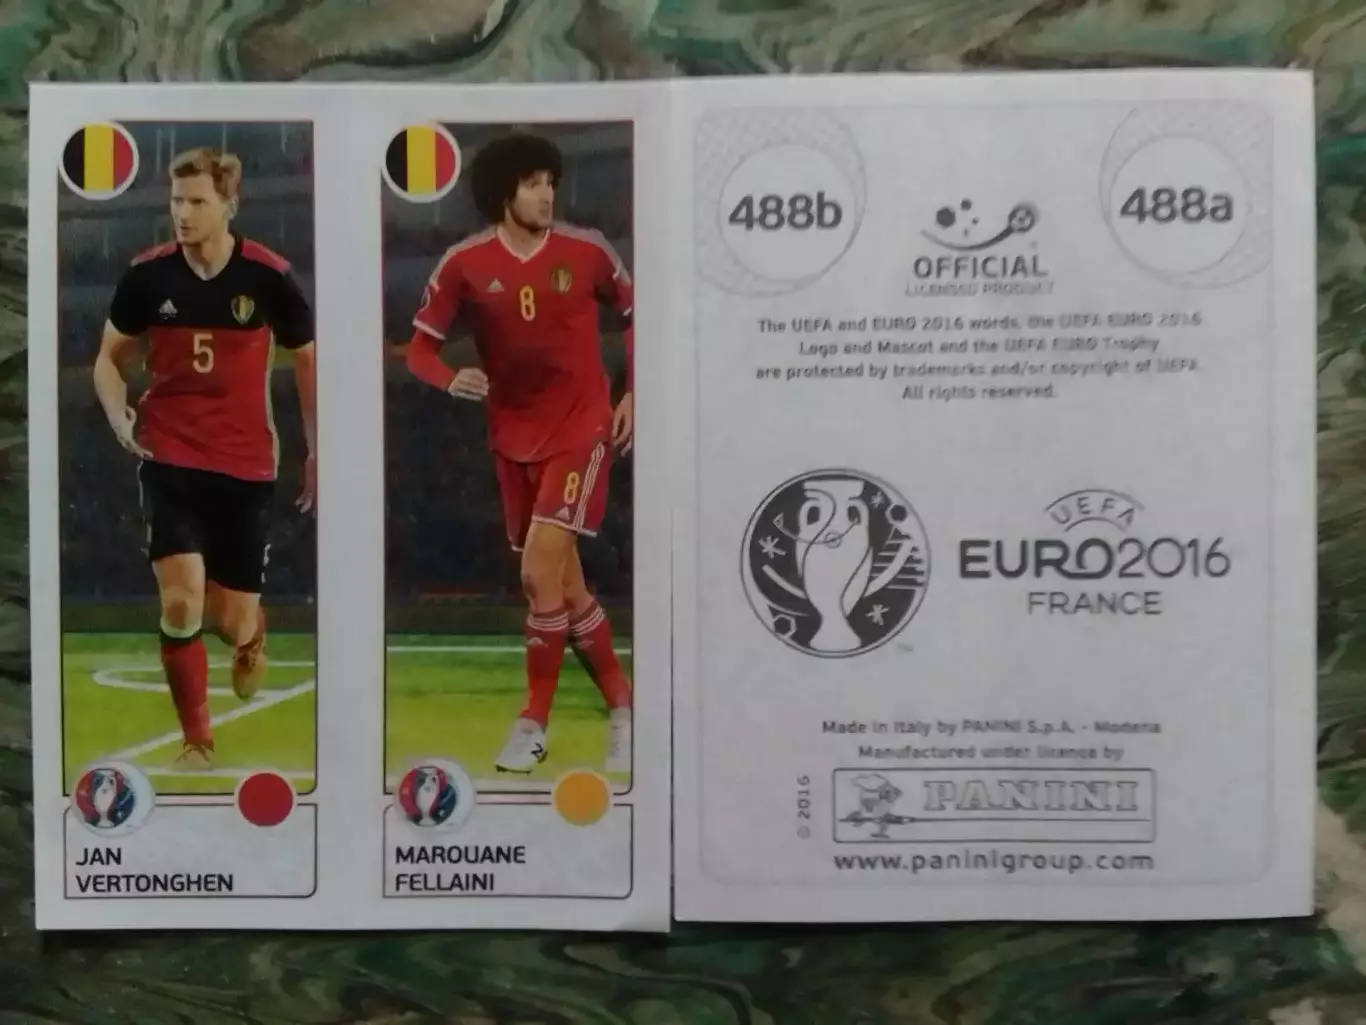 5
JAN
VERTONGHEN
8
8
MAROUANE
FELLAINI
488b
488a
OFFICIAL
LICENSED PRODUCT
The UEFA and EURO 2016 words, the UEFA EURO 2016
Logo and Mascot and the UEFA EURO Trophy
are protected by trademarks and/or copyright of UEFA.
All rights reserved.
UEFA
EURO2016
FRANCE
TM
Made in Italy by PANINI S.p.A. - Modena
Manufactured under licence by
© 2016
PANINI
www.paninigroup.com